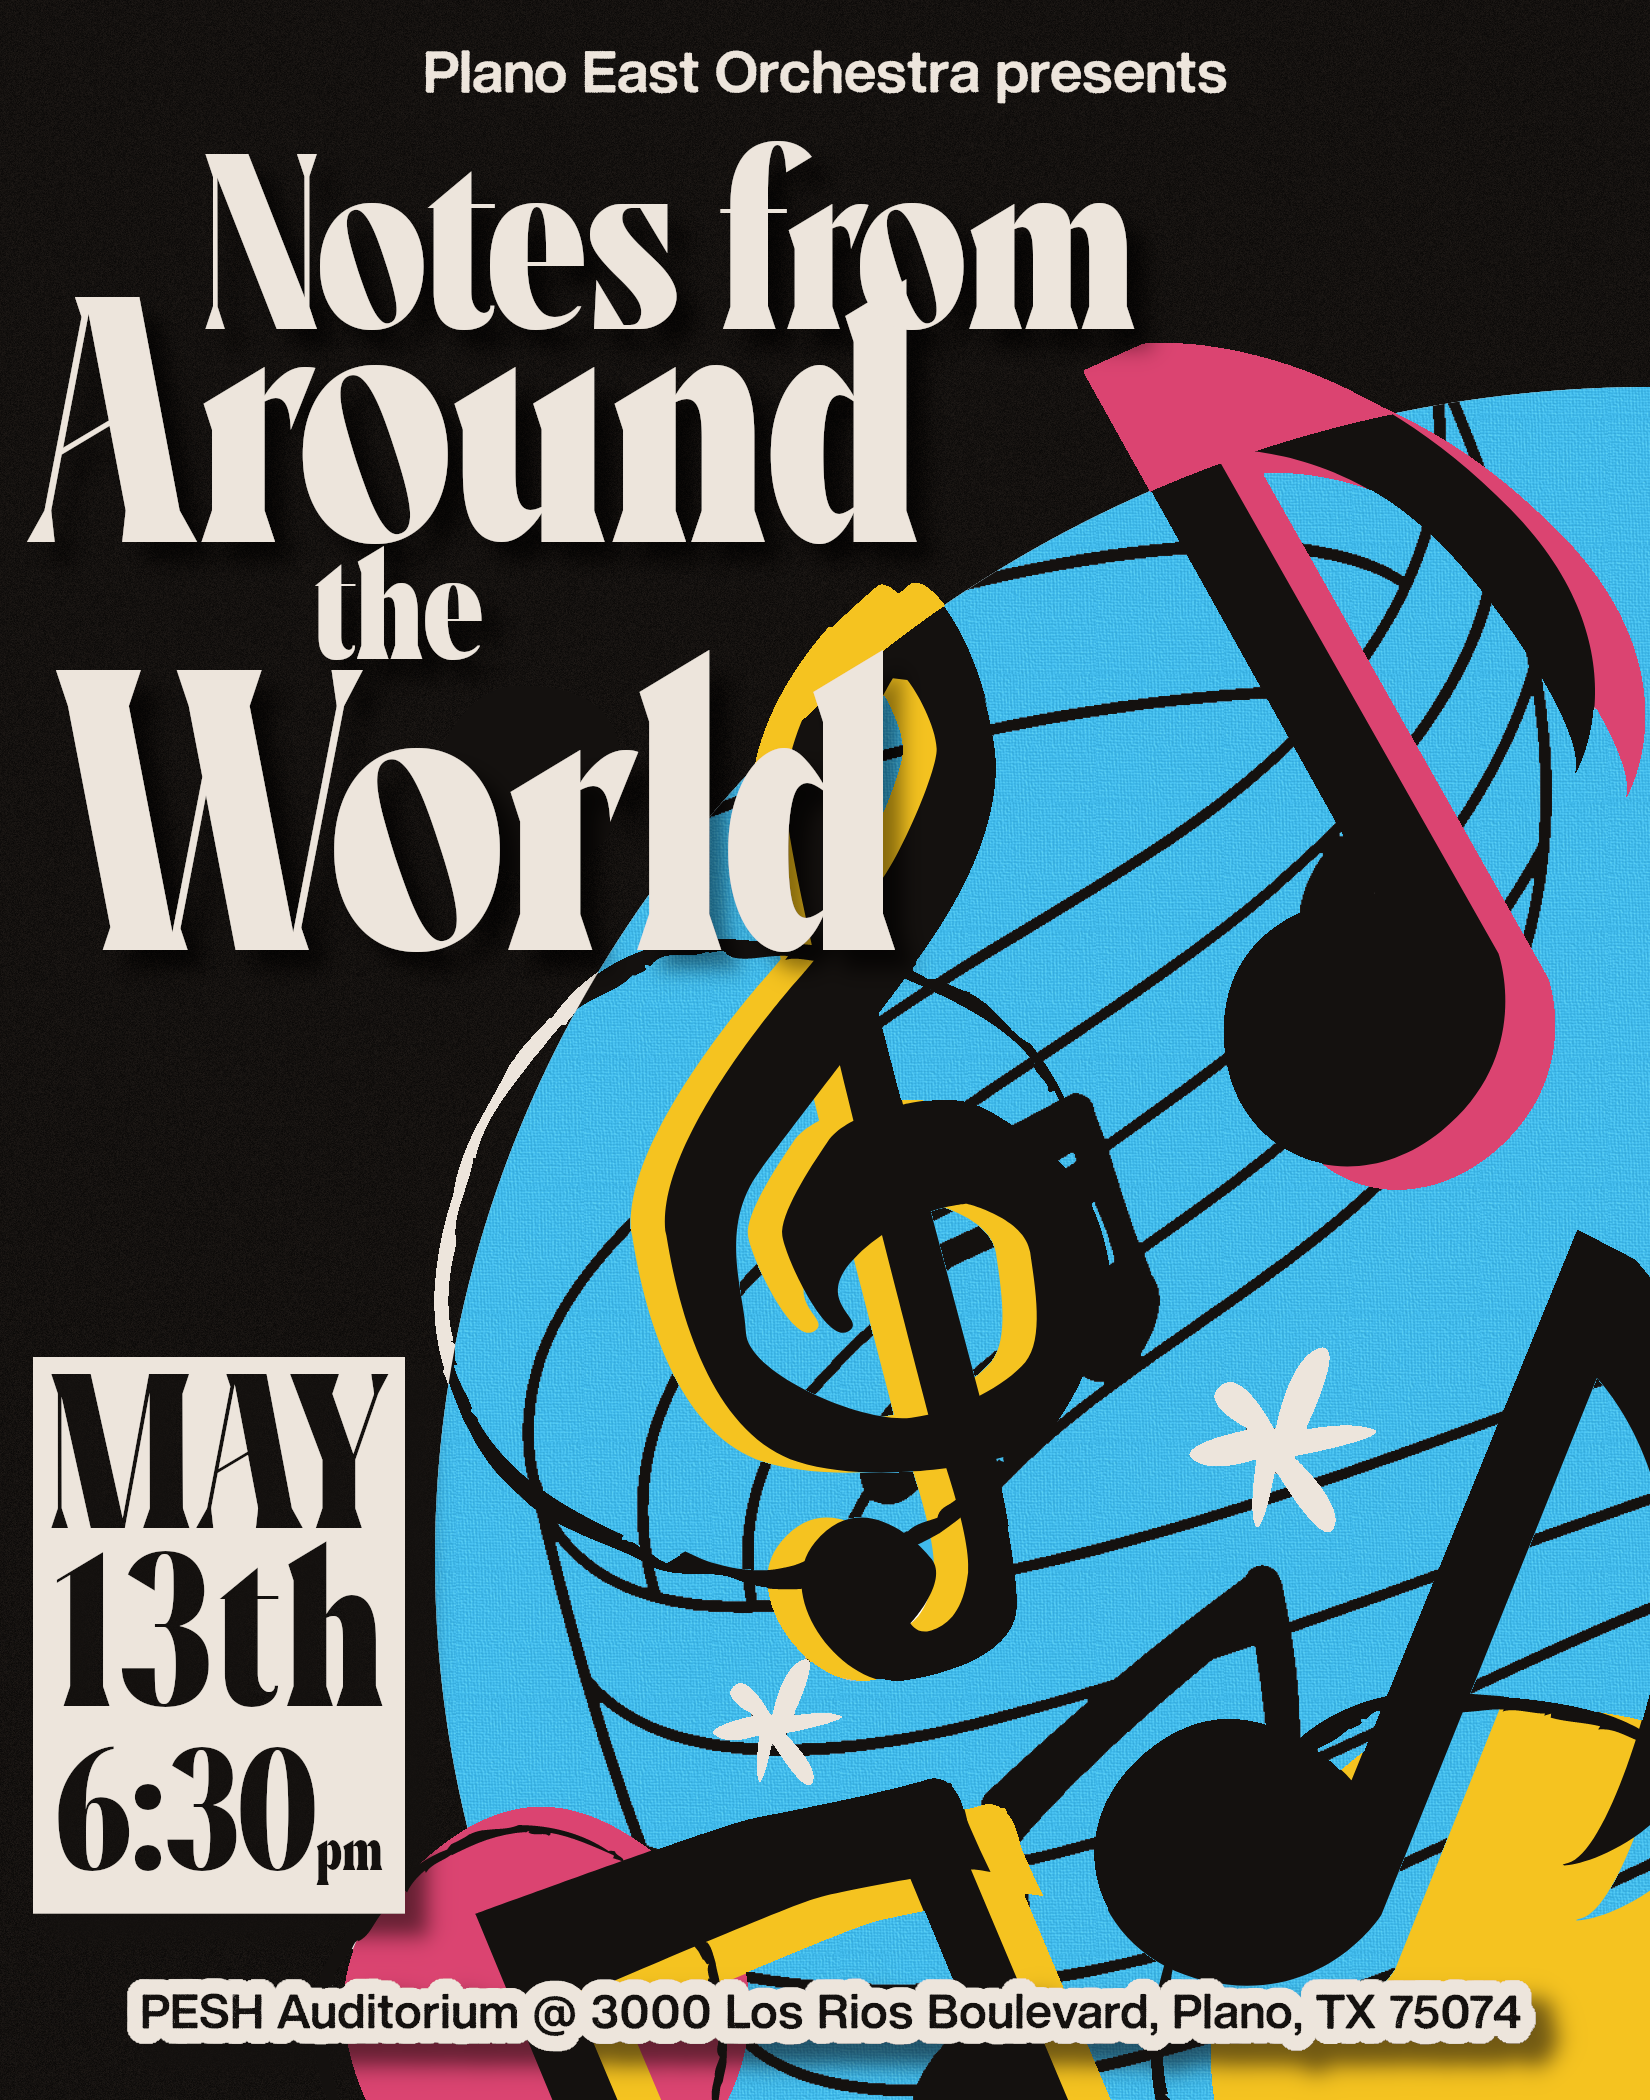 Plano East Orchestra presents
Notes from
Around
the
World
MAY
13th
6:30pm
PESH Auditorium @ 3000 Los Rios Boulevard, Plano, TX 75074